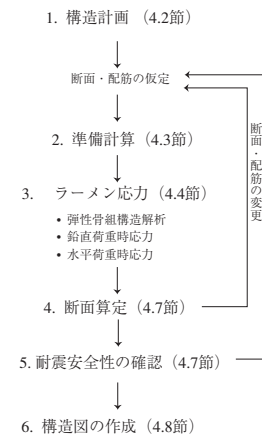 1. 構造計画 (4.2節)
断面・配筋の仮定
2. 準備計算 (4.3節)
3. ラーメン応力 (4.4節)
• 弾性骨組構造解析
• 鉛直荷重時応力
• 水平荷重時応力
4. 断面算定 (4.7節)
5. 耐震安全性の確認 (4.7節)
6. 構造図の作成 (4.8節)
断面・配筋の変更